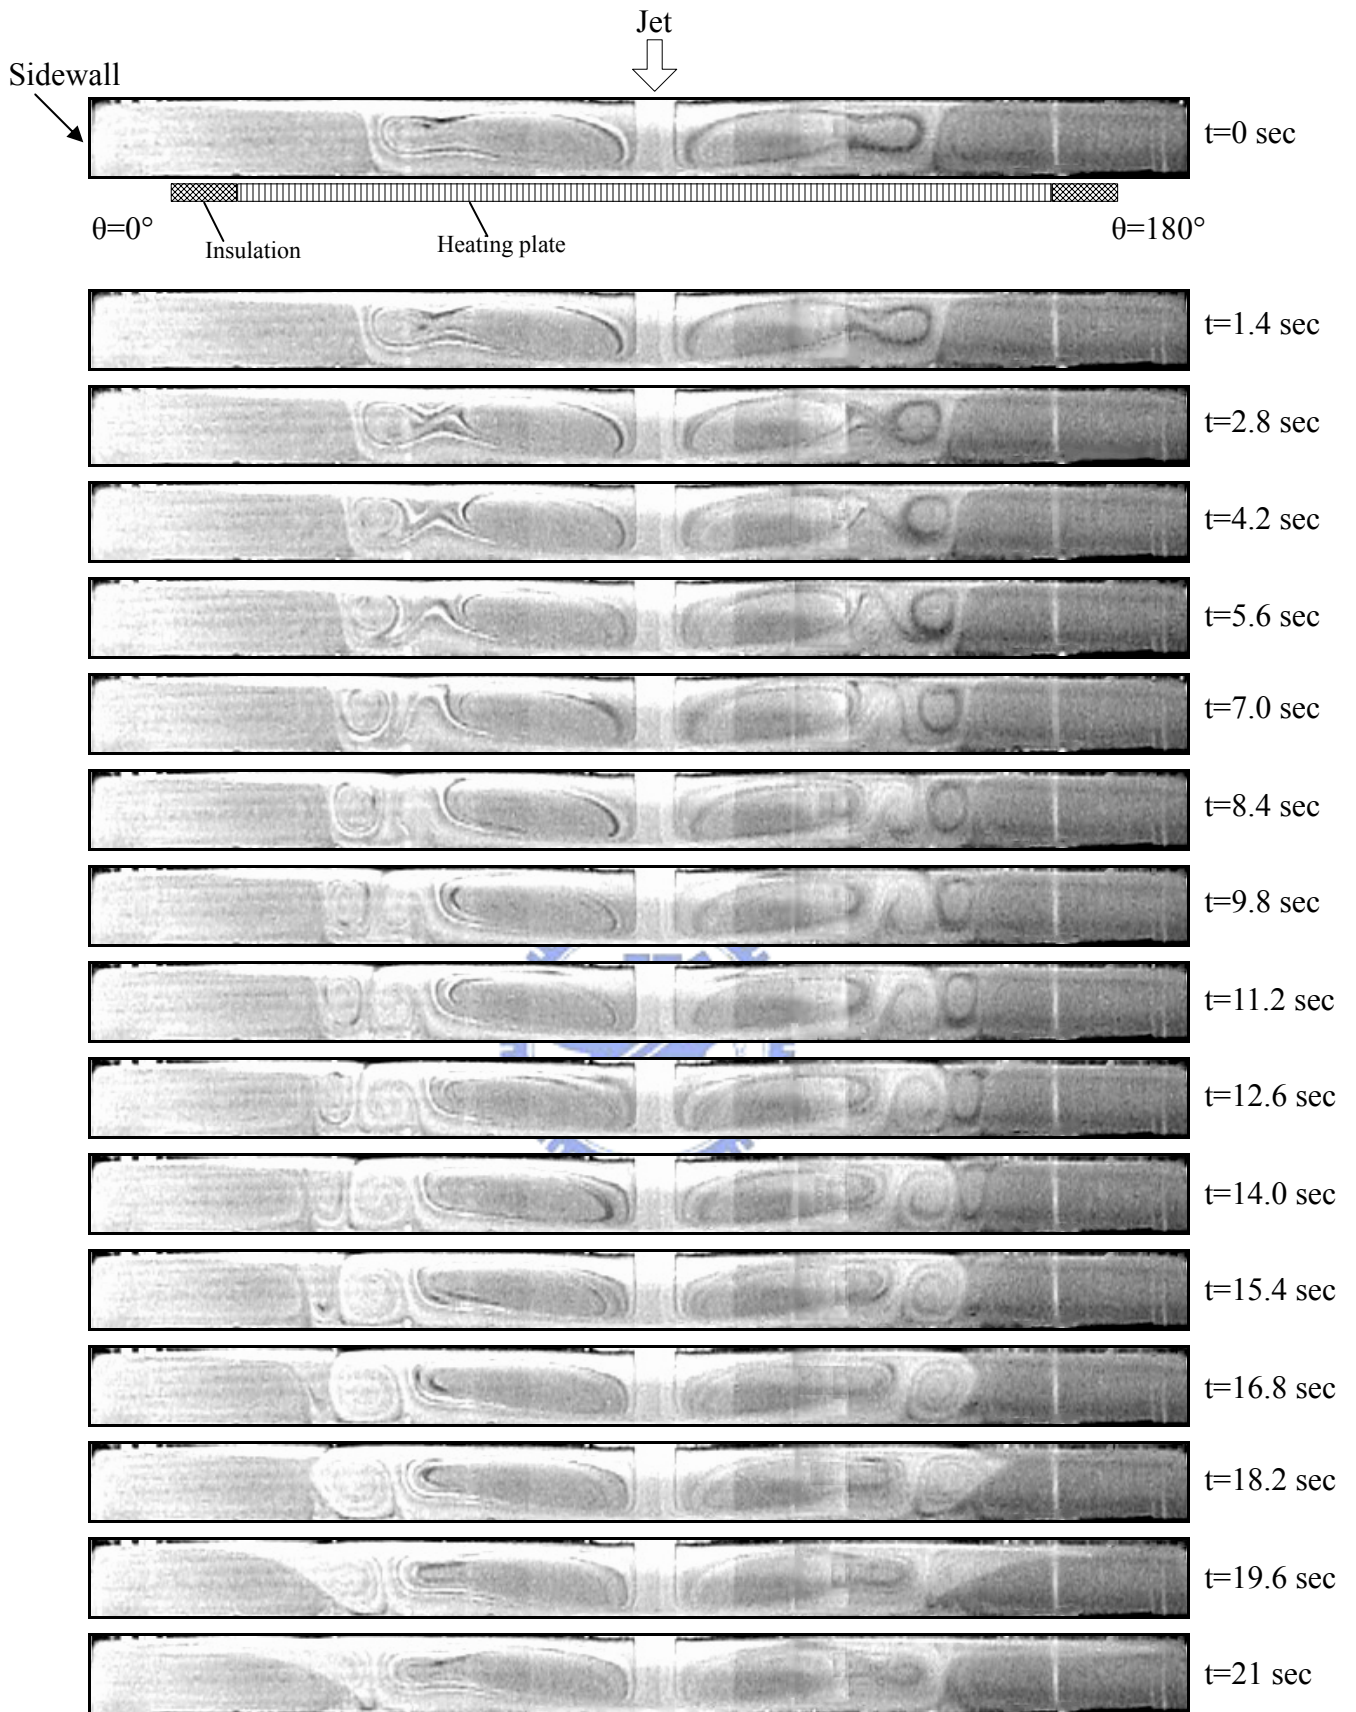 Jet
Sidewall
t=0 sec
θ=0°
θ=180°
Insulation
Heating plate
t=1.4 sec
t=2.8 sec
t=4.2 sec
t=5.6 sec
t=7.0 sec
t=8.4 sec
t=9.8 sec
t=11.2 sec
t=12.6 sec
t=14.0 sec
t=15.4 sec
t=16.8 sec
t=18.2 sec
t=19.6 sec
t=21 sec